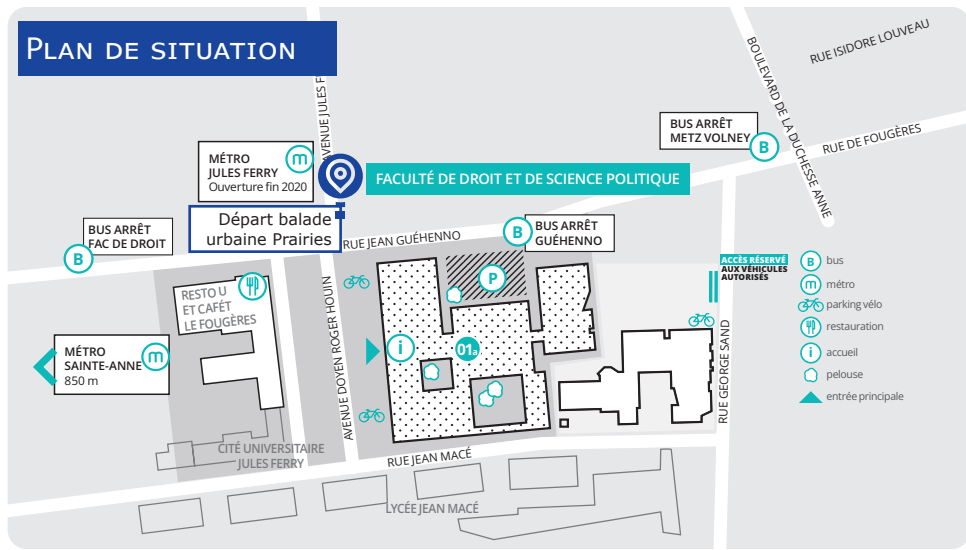 PLAN DE SITUATION
AVENUE JULES F
RUE ISIDORE LOUVEAU
BOULEVARD DE LA DUCHESSE ANNE
BUS ARRÊT
METZ VOLNEY
B
RUE DE FOUGÈRES
MÉTRO
JULES FERRY
Ouverture fin 2020
m
FACULTÉ DE DROIT ET DE SCIENCE POLITIQUE
Départ balade
urbaine Prairies
BUS ARRÊT
FAC DE DROIT
B
RUE JEAN GUÉHENNO
B
BUS ARRÊT
GUÉHENNO
P
RESTO U
ET CAFÉT
LE FOUGÈRES
AVENUE DOYEN ROGER HOUIN
i
01a
MÉTRO
SAINTE-ANNE
850 m
m
ACCÈS RÉSERVÉ
AUX VÉHICULES
AUTORISÉS
RUE GEORGE SAND
B bus
m métro
parking vélo
restauration
i accueil
pelouse
entrée principale
CITÉ UNIVERSITAIRE
JULES FERRY
RUE JEAN MACÉ
LYCÉE JEAN MACÉ